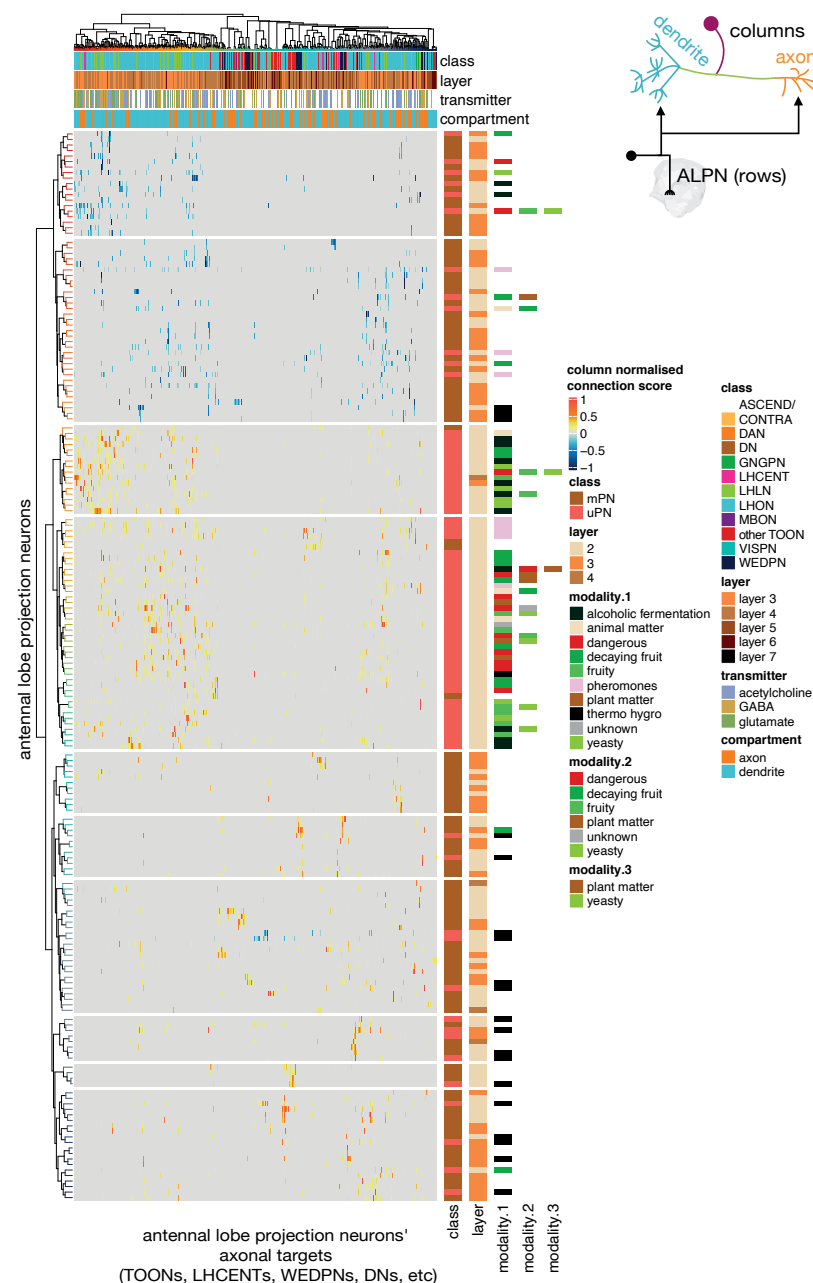 class
layer
transmitter
compartment
dendrite
columns
axon
ALPN (rows)
antennal lobe projection neurons
column normalised
connection score
1
0.5
0
−0.5
−1
class
mPN
uPN
layer
2
3
4
modality.1
alcoholic fermentation
animal matter
dangerous
decaying fruit
fruity
pheromones
plant matter
thermo hygro
unknown
yeasty
modality.2
dangerous
decaying fruit
fruity
plant matter
unknown
yeasty
modality.3
plant matter
yeasty
class
ASCEND/
CONTRA
DAN
DN
GNGPN
LHCENT
LHLN
LHON
MBON
other TOON
VISPN
WEDPN
layer
layer 3
layer 4
layer 5
layer 6
layer 7
transmitter
acetylcholine
GABA
glutamate
compartment
axon
dendrite
class
layer
modality.1
modality.2
modality.3
antennal lobe projection neurons'
axonal targets
(TOONs, LHCENTs, WEDPNs, DNs, etc)